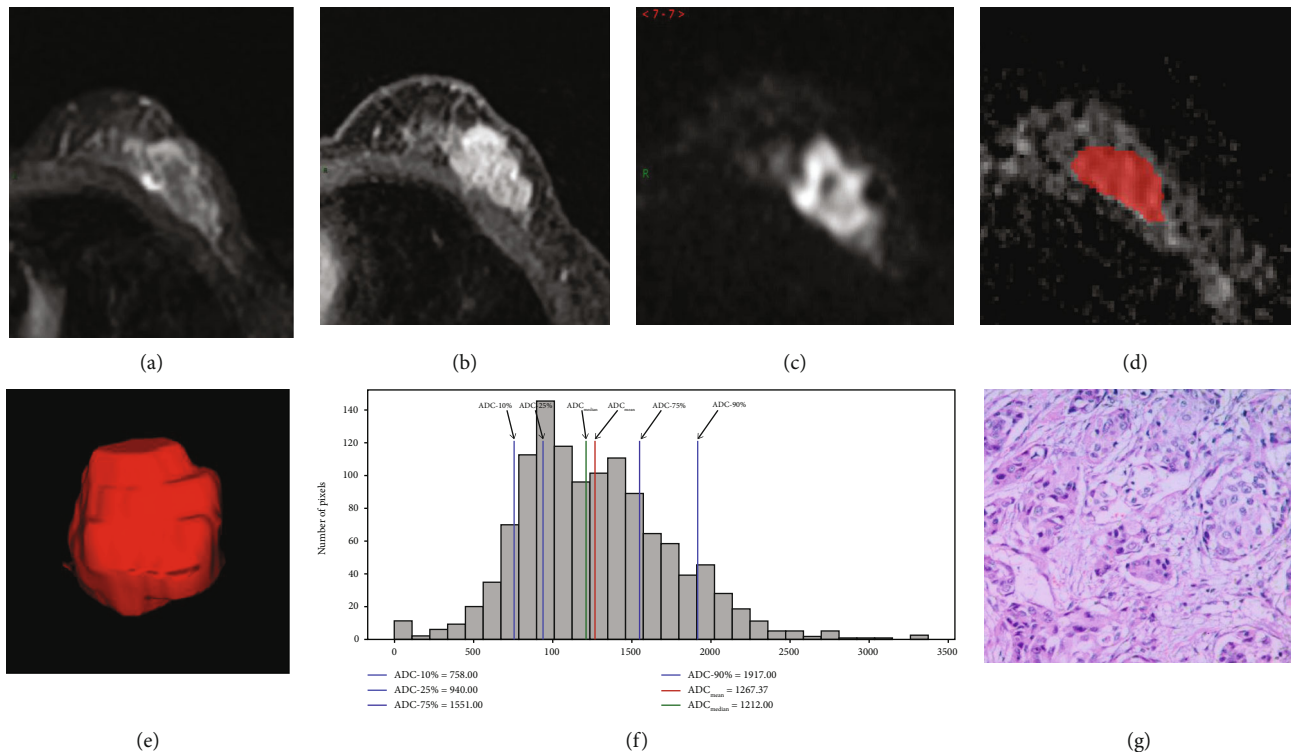 <7-7>
R
(a)
(b)
(c)
(d)
ADC-10%
ADC-25%
ADCmedian
ADCmean
ADC-75%
ADC-90%
Number of pixels
140
120
100
80
60
40
20
0
0
500
100
1500
2000
2500
3000
3500
ADC-10% = 758.00
ADC-25% = 940.00
ADC-75% = 1551.00
ADC-90% = 1917.00
ADCmean = 1267.37
ADCmedian = 1212.00
(e)
(f)
(g)